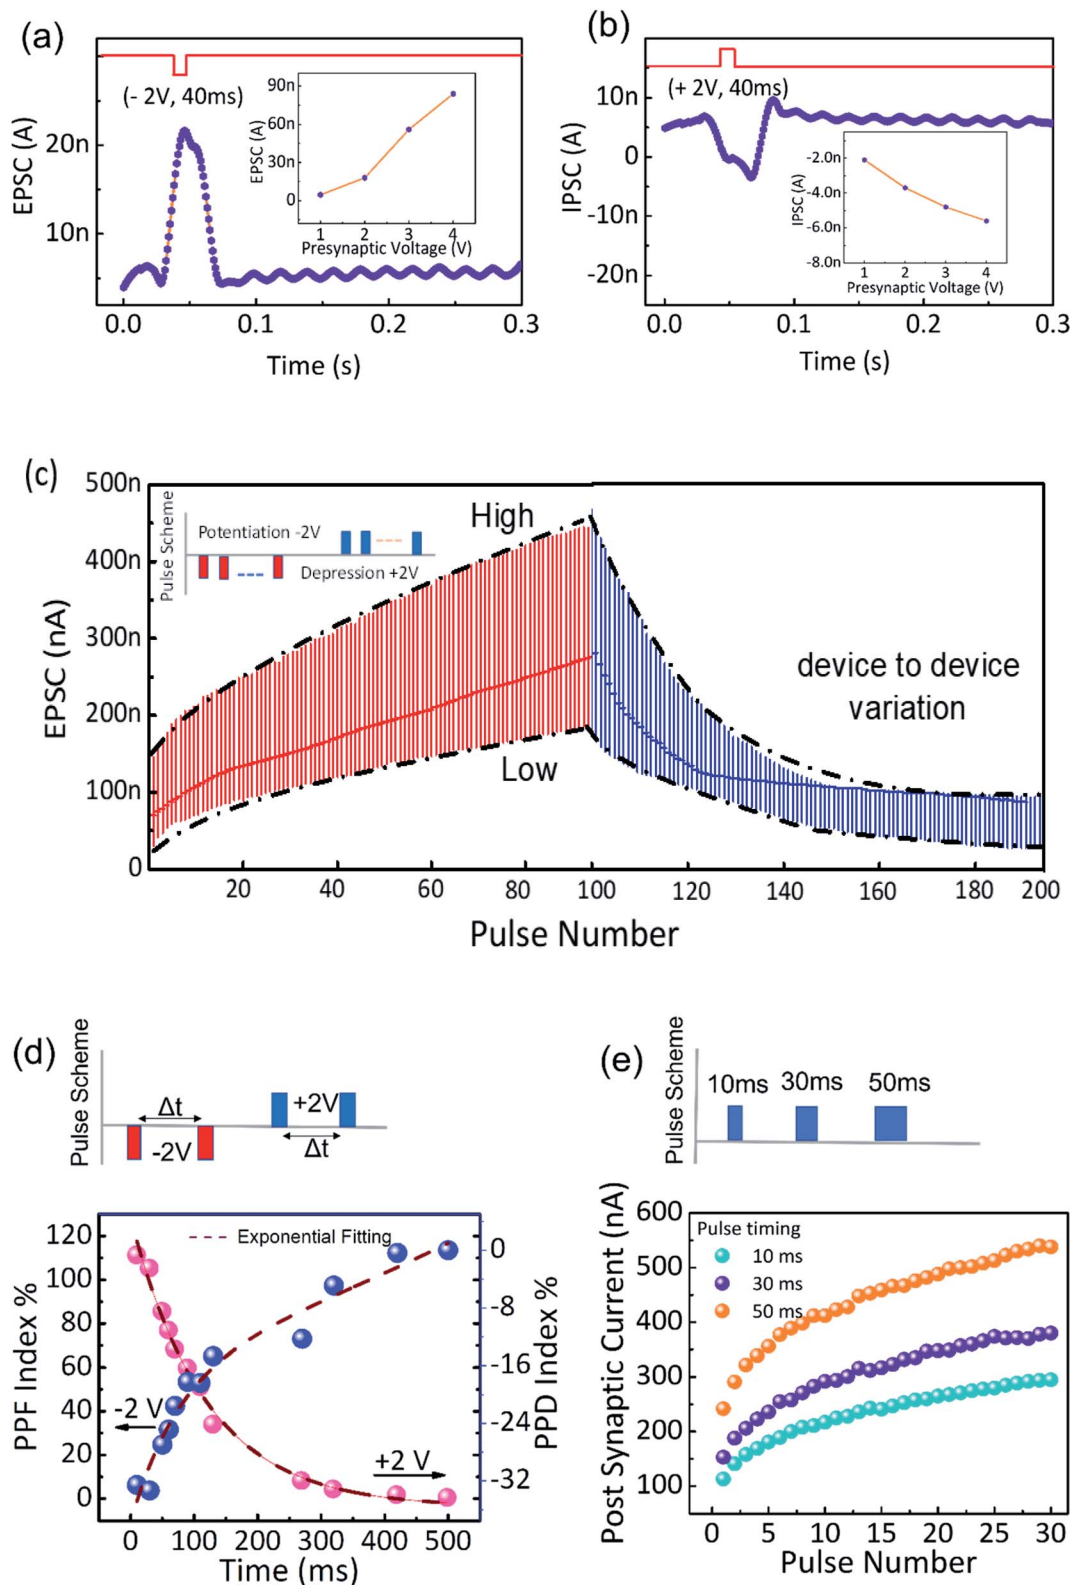 (a)
(- 2V, 40ms)
EPSC (A)
20n
10n
0.0
0.1
0.2
0.3
Time (s)
EPSC (A)
90n
60n
30n
0
1
2
3
4
Presynaptic Voltage (V)
(b)
(+ 2V, 40ms)
IPSC (A)
10n
0
-10n
-20n
0.0
0.1
0.2
0.3
Time (s)
IPSC (A)
-2.0n
-4.0n
-6.0n
-8.0n
1
2
3
4
Presynaptic Voltage (V)
(c)
EPSC (nA)
500n
400n
300n
200n
100n
0
Pulse Scheme
Potentiation -2V
Depression +2V
High
Low
device to device
variation
20
40
60
80
100
120
140
160
180
200
Pulse Number
(d)
Pulse Scheme
Δt
-2V
+2V
Δt
PPF Index %
120
100
80
60
40
20
0
Exponential Fitting
-2 V
+2 V
PPD Index %
0
-8
-16
-24
-32
0
100
200
300
400
500
Time (ms)
(e)
Pulse Scheme
10ms
30ms
50ms
Post Synaptic Current (nA)
600
500
400
300
200
100
Pulse timing
10 ms
30 ms
50 ms
0
5
10
15
20
25
30
Pulse Number